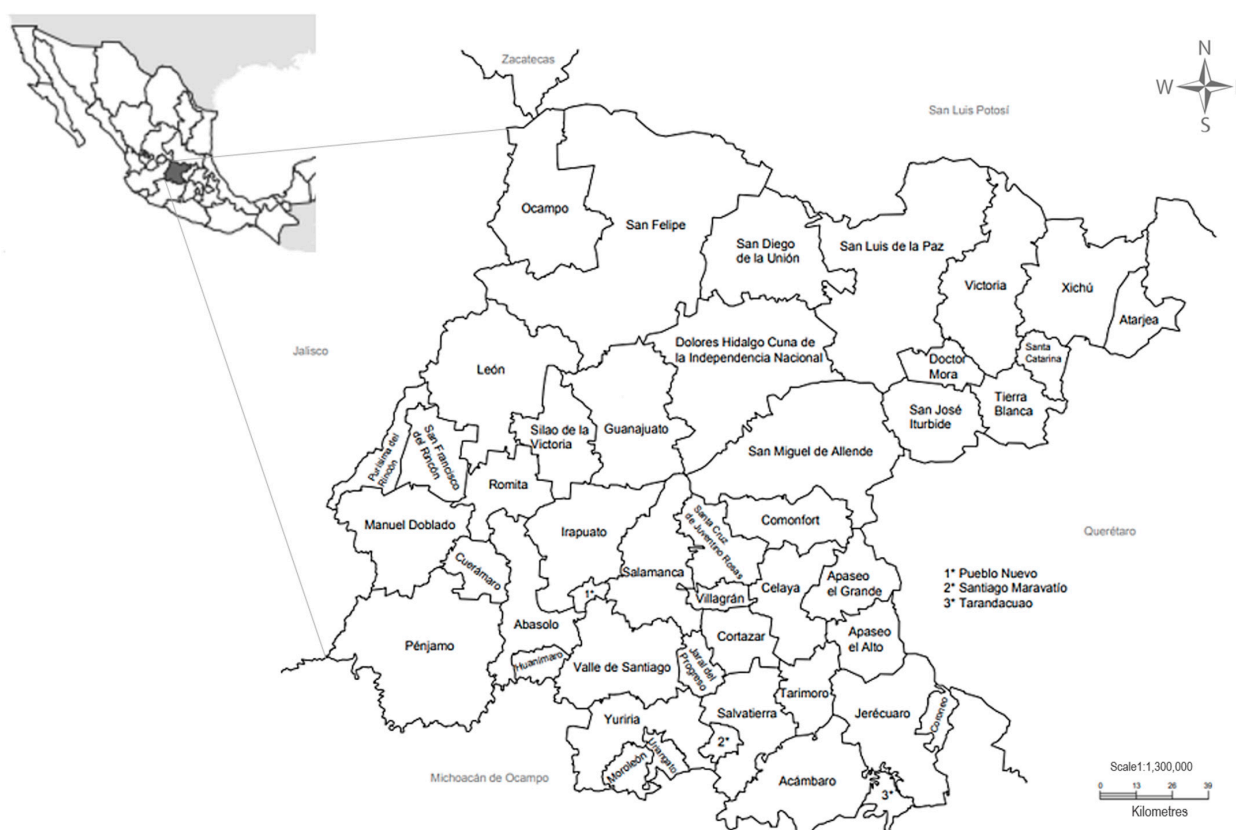 Zacatecas
N
W
S
San Luis Potosí
Ocampo
San Felipe
San Diego
de la Unión
San Luis de la Paz
Victoria
Xichú
Atarjea
Jalisco
León
Dolores Hidalgo Cuna de
la Independencia Nacional
Doctor
Mora
Santa
Catarina
Tierra
Blanca
San José
Iturbide
Purísima del
Rincón
San Francisco
del Rincón
Silao de la
Victoria
Guanajuato
San Miguel de Allende
Romita
Manuel Doblado
Irapuato
Santa Cruz
de Juventino Rosas
Comonfort
Querétaro
Cuerámaro
Salamanca
Celaya
Apaseo
el Grande
1* Pueblo Nuevo
2* Santiago Maravatío
3* Tarandacuao
1*
Villagrán
Abasolo
Cortazar
Apaseo
el Alto
Pénjamo
Huanímaro
Valle de Santiago
Jaral del
Progreso
Tarimoro
Salvatierra
Jerécuaro
Coroneo
Yuriria
2*
Uriangato
Moroleón
Michoacán de Ocampo
Acámbaro
3*
Scale1:1,300,000
0 13 26 39
Kilometres